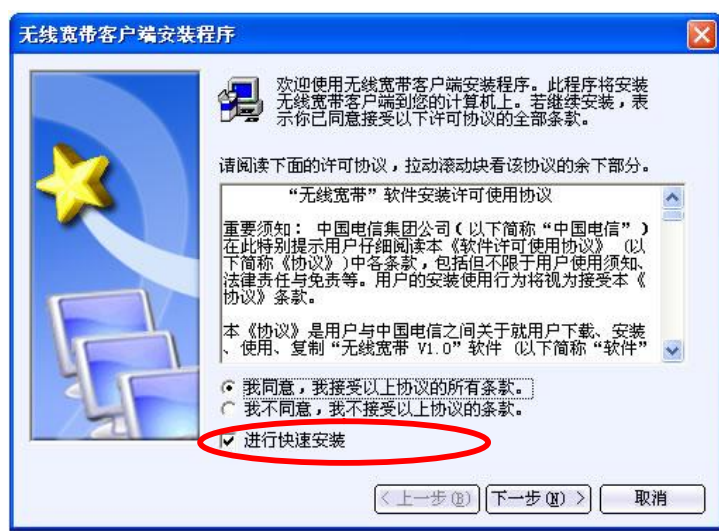 无线宽带客户端安装程序
欢迎使用无线宽带客户端安装程序。此程序将安装
无线宽带客户端到您的计算机上。若继续安装，表
示你已同意接受以下许可协议的全部条款。
请阅读下面的许可协议，拉动滚动块看该协议的余下部分。
“无线宽带”软件安装许可使用协议
重要须知： 中国电信集团公司（以下简称“中国电信”）
在此特别提示用户仔细阅读本《软件许可使用协议》 （以
下简称《协议》）中各条款，包括但不限于用户使用须知、
法律责任与免责等。用户的安装使用行为将视为接受本《
协议》条款。
本《协议》是用户与中国电信之间关于就用户下载、安装
、使用、复制“无线宽带 V1.0”软件 （以下简称“软件”
我同意，我接受以上协议的所有条款。
我不同意，我不接受以上协议的条款。
进行快速安装
< 上一步(B) 下一步(N) > 取消